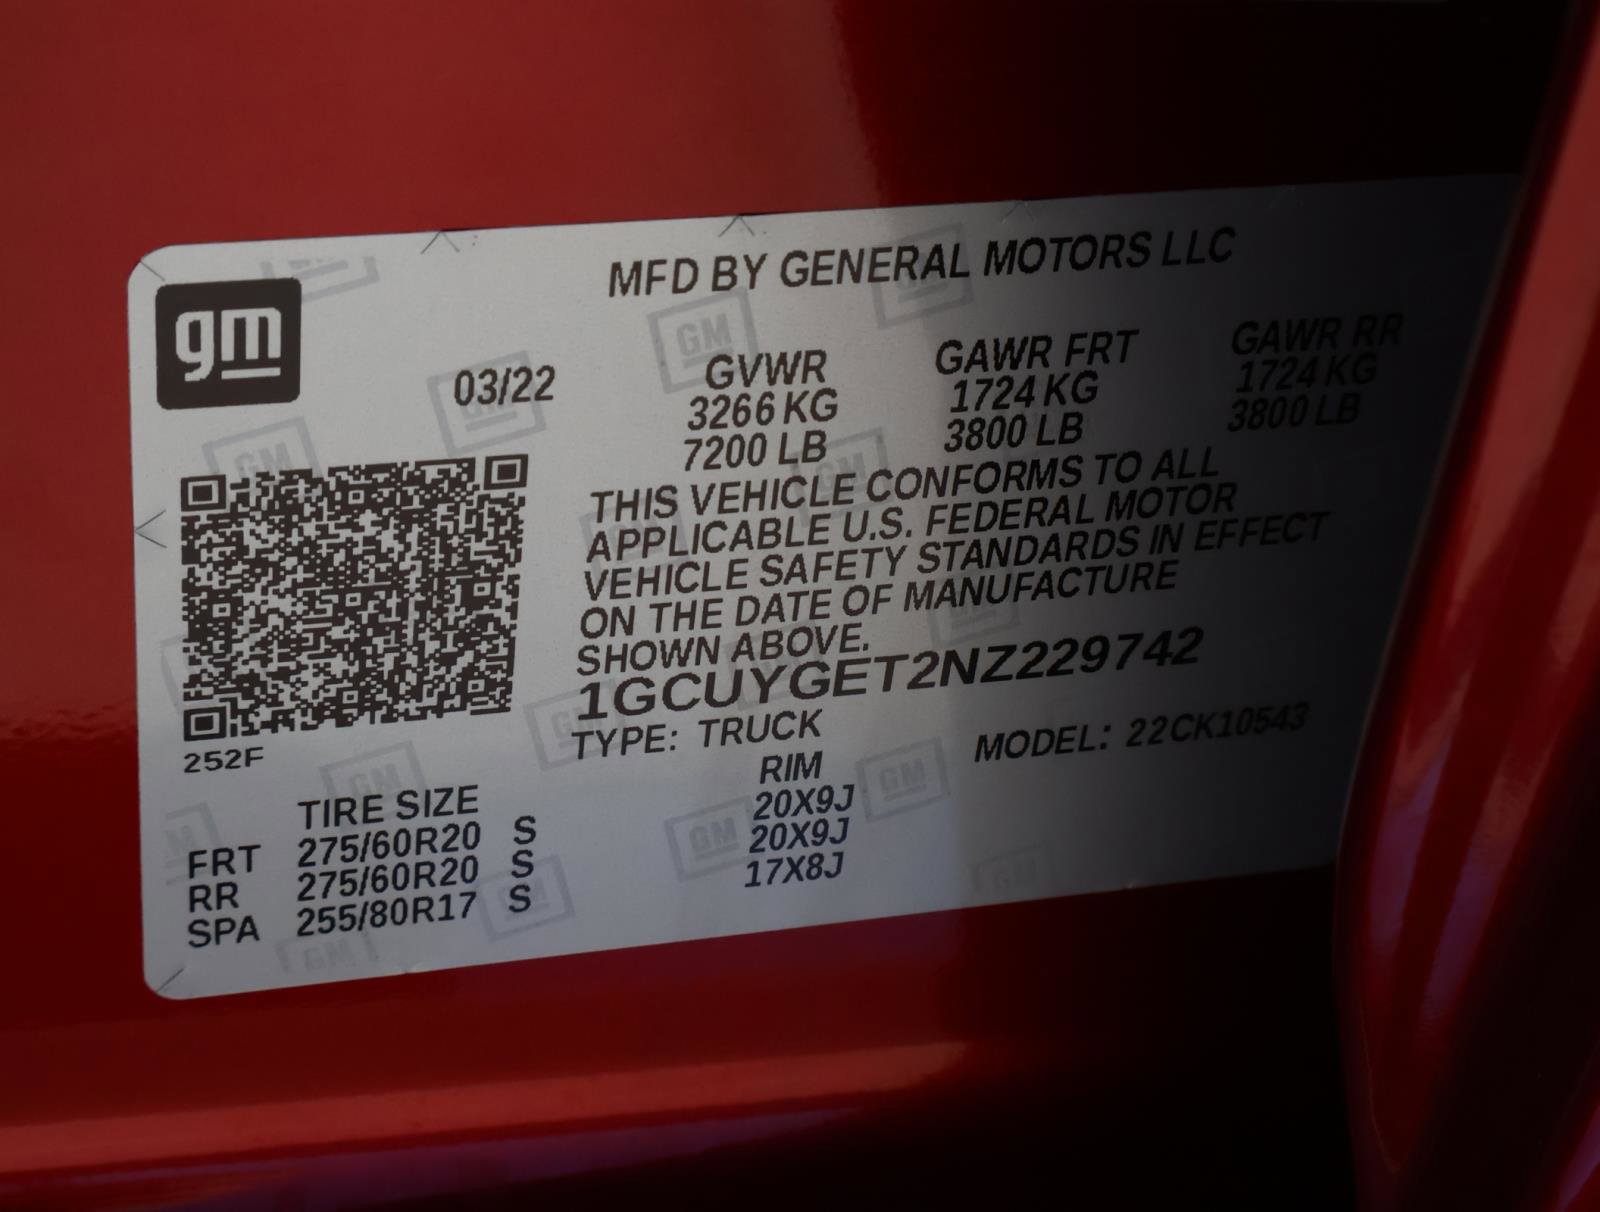 gm
MFD BY GENERAL MOTORS LLC
03/22 GVWR GAWR FRT GAWR RR
3266 KG 1724 KG 1724 KG
7200 LB 3800 LB 3800 LB
THIS VEHICLE CONFORMS TO ALL
APPLICABLE U.S. FEDERAL MOTOR
VEHICLE SAFETY STANDARDS IN EFFECT
ON THE DATE OF MANUFACTURE
SHOWN ABOVE.
1GCUYGET2NZ229742
TYPE: TRUCK MODEL: 22CK10543
252F
TIRE SIZE RIM
FRT 275/60R20 S 20X9J
RR 275/60R20 S 20X9J
SPA 255/80R17 S 17X8J